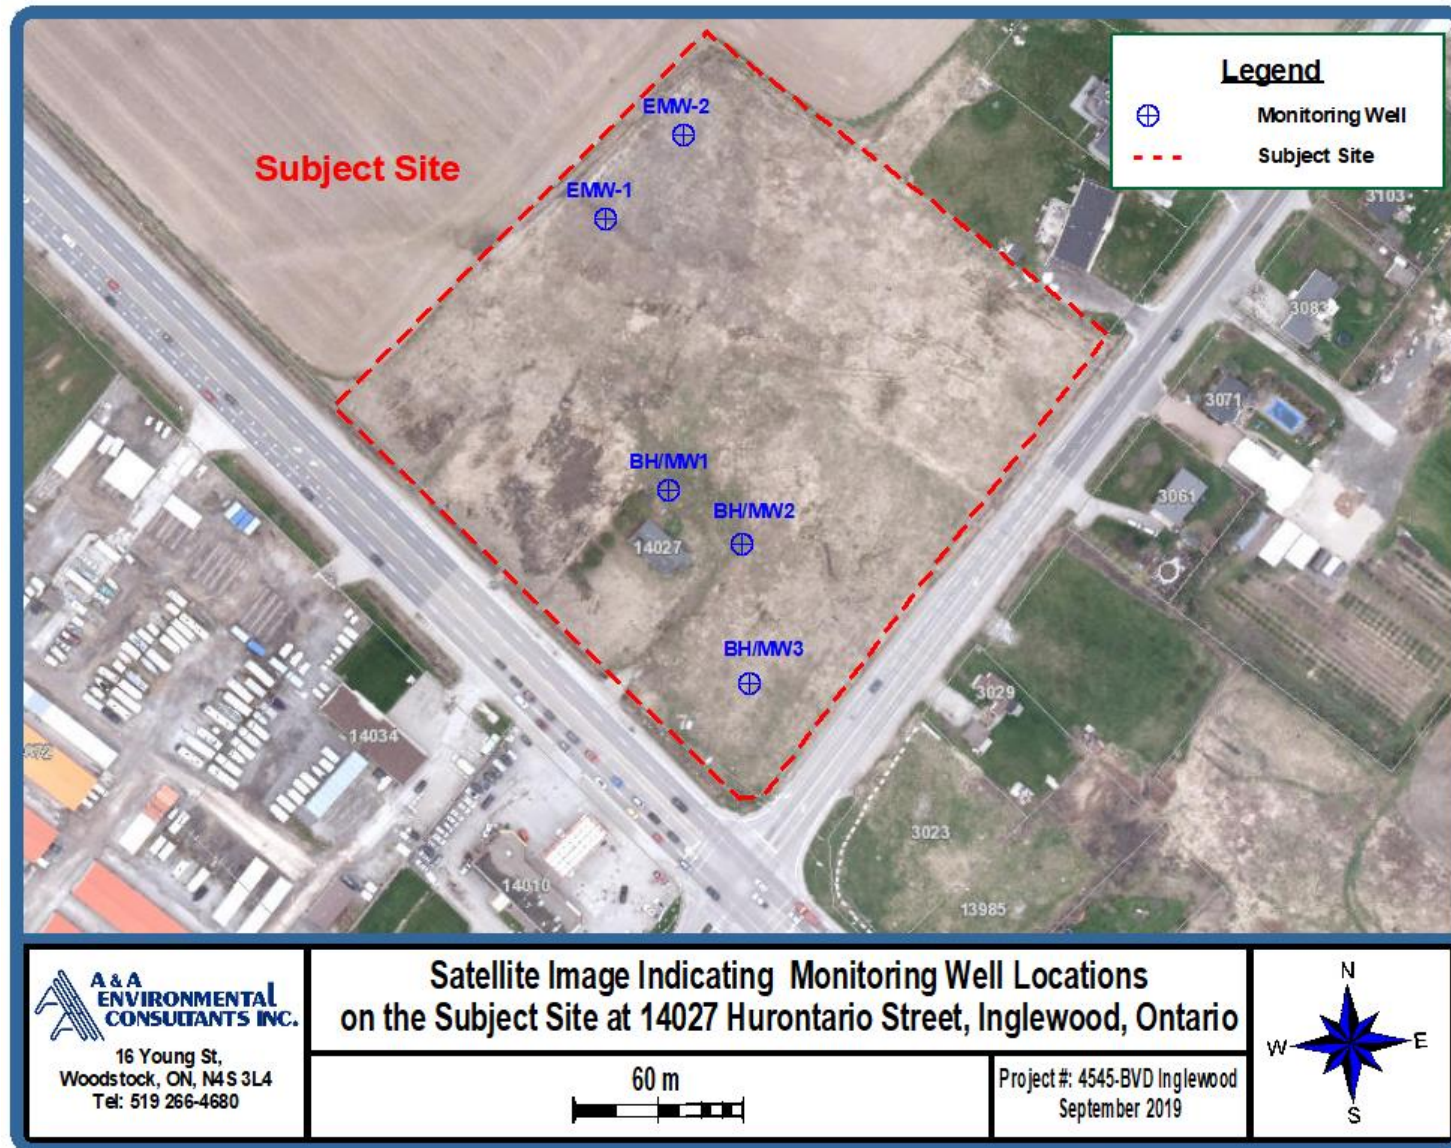 Legend
Monitoring Well
Subject Site
EMW-2
Subject Site
EMW-1
3103
3083
3071
BH/MW1
3061
BH/MW2
14027
BH/MW3
3029
14034
3023
14010
13985
A & A
ENVIRONMENTAL
CONSULTANTS INC.
16 Young St,
Woodstock, ON, N4S 3L4
Tel: 519 266-4680
Satellite Image Indicating Monitoring Well Locations
on the Subject Site at 14027 Hurontario Street, Inglewood, Ontario
60 m
Project #: 4545-BVD Inglewood
September 2019
N
W
E
S